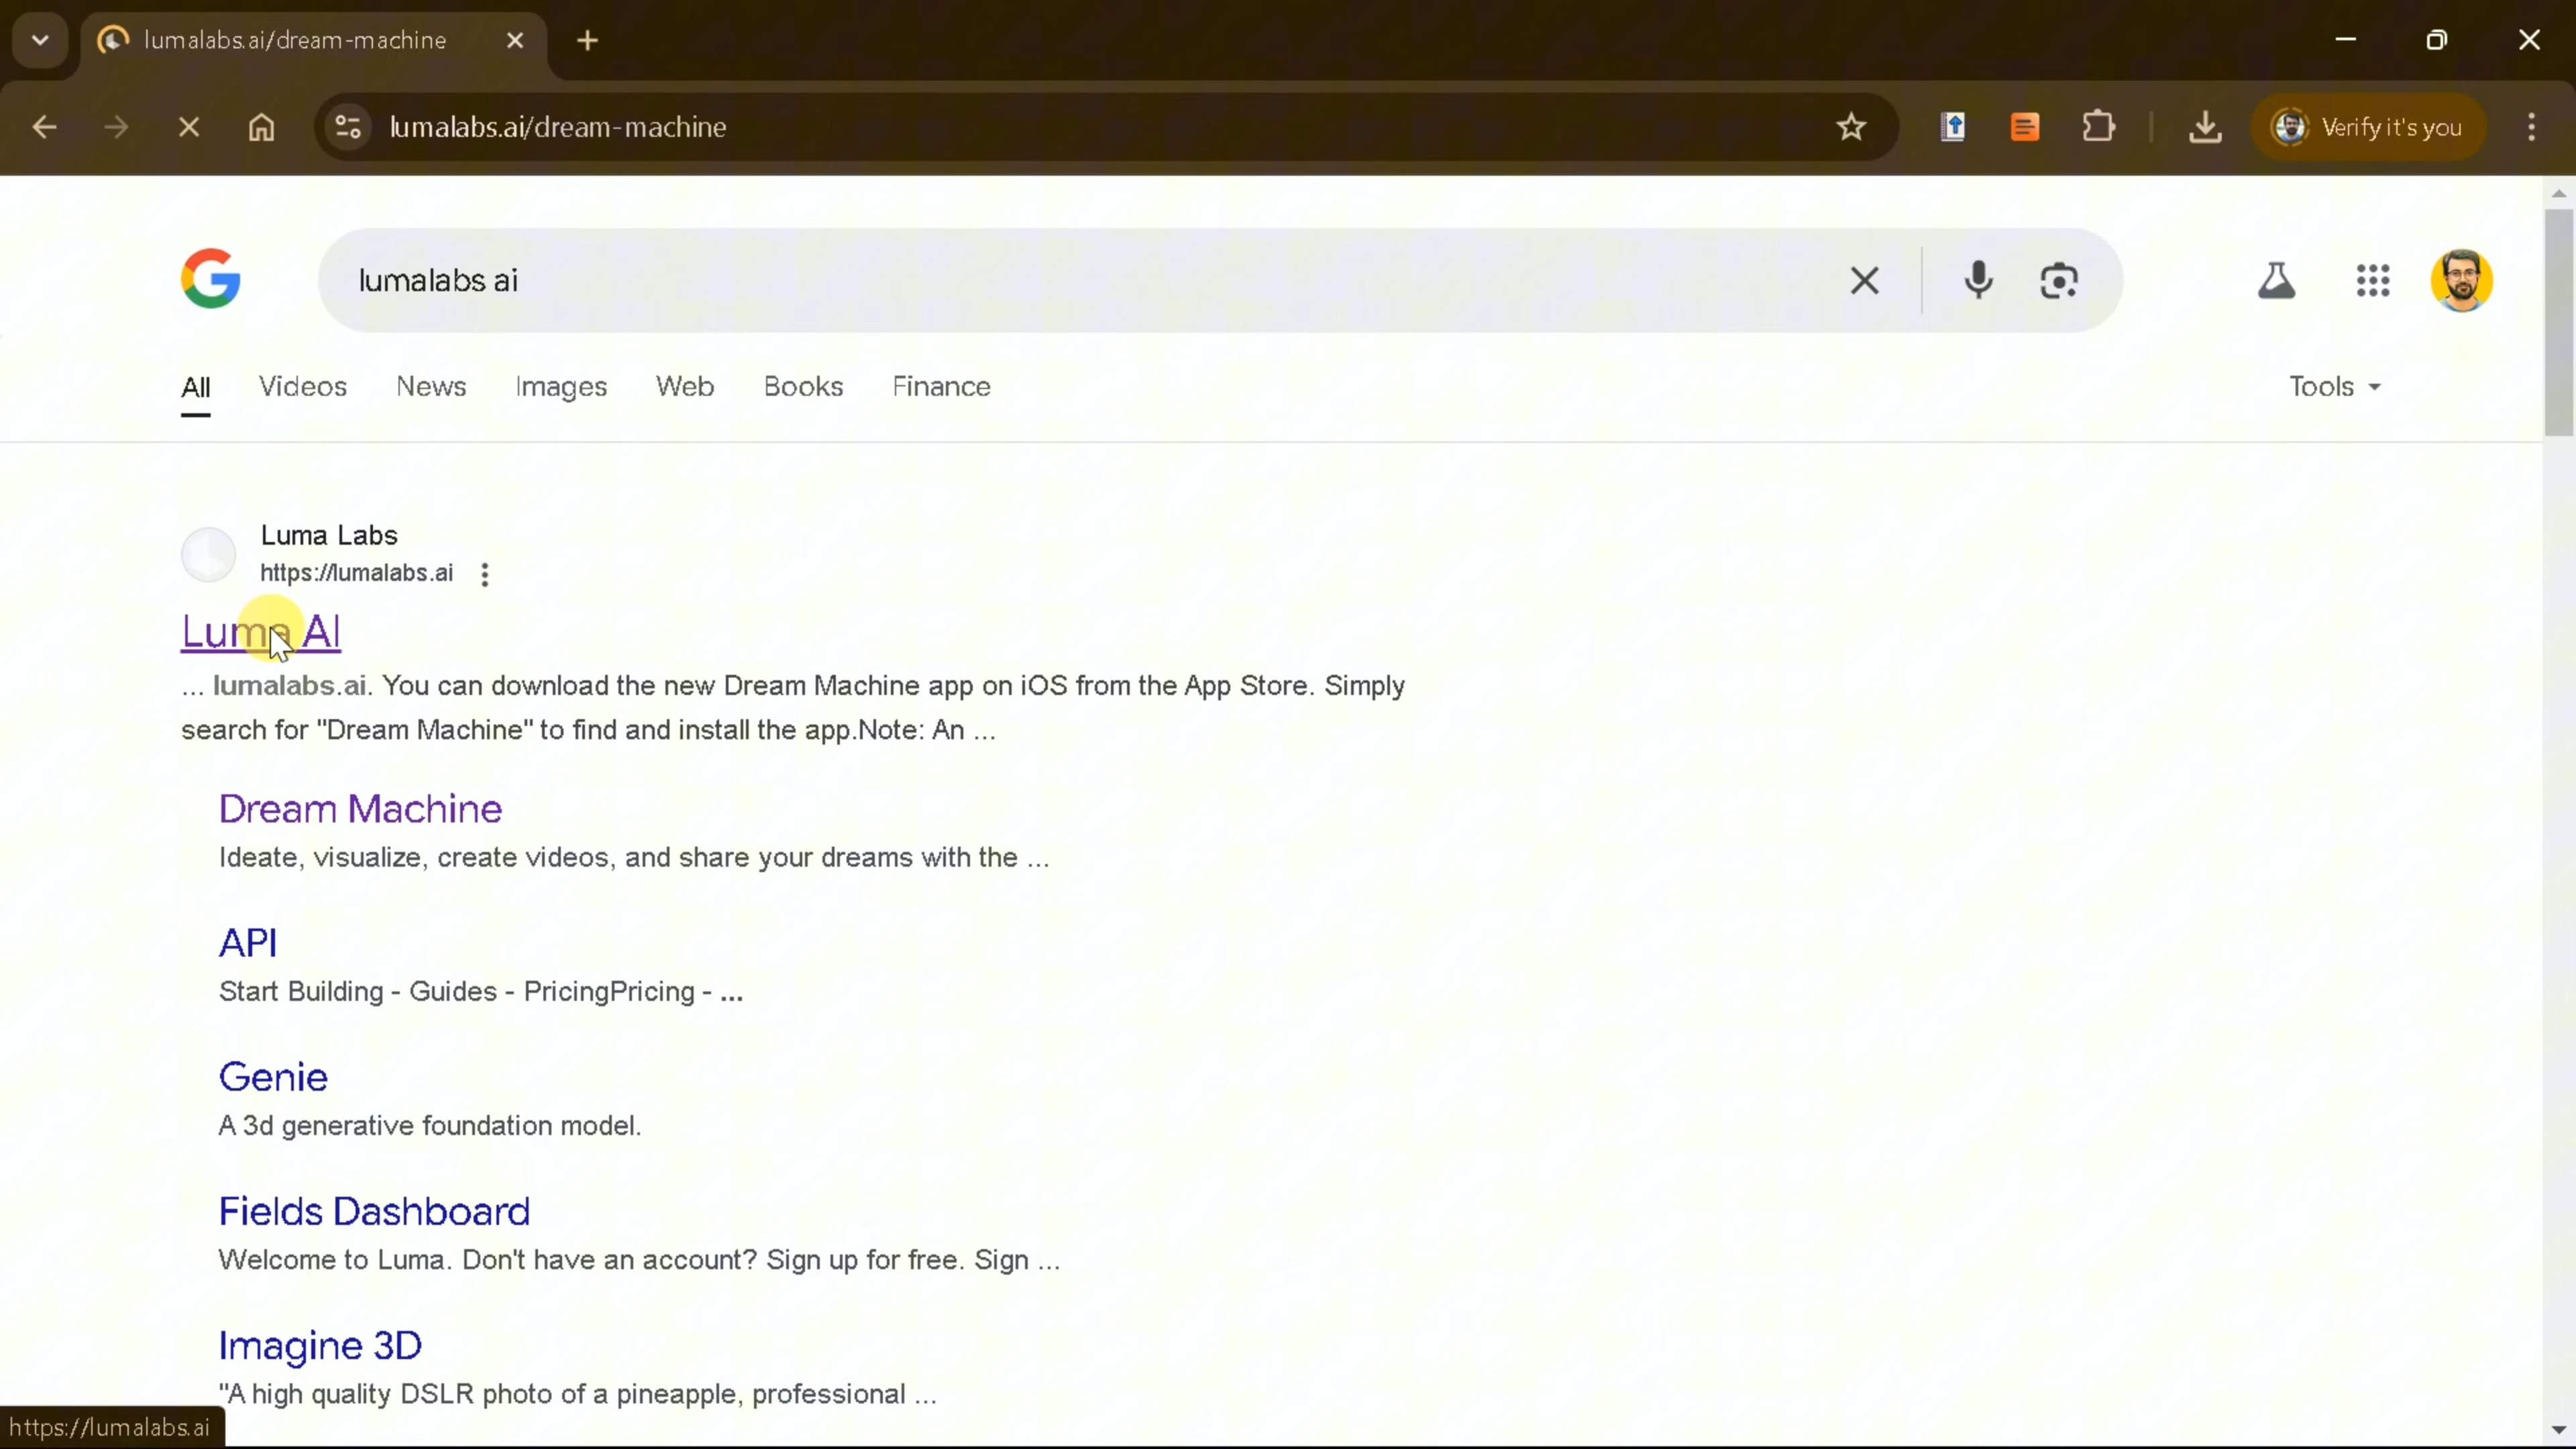 lumalabs.ai/dream-machine
lumalabs.ai/dream-machine
Verify it's you
lumalabs ai
All Videos News Images Web Books Finance Tools
Luma Labs
https://lumalabs.ai
Luma AI
... lumalabs.ai. You can download the new Dream Machine app on iOS from the App Store. Simply
search for "Dream Machine" to find and install the app.Note: An ...
Dream Machine
Ideate, visualize, create videos, and share your dreams with the ...
API
Start Building - Guides - PricingPricing - ...
Genie
A 3d generative foundation model.
Fields Dashboard
Welcome to Luma. Don't have an account? Sign up for free. Sign ...
Imagine 3D
"A high quality DSLR photo of a pineapple, professional ...
https://lumalabs.ai